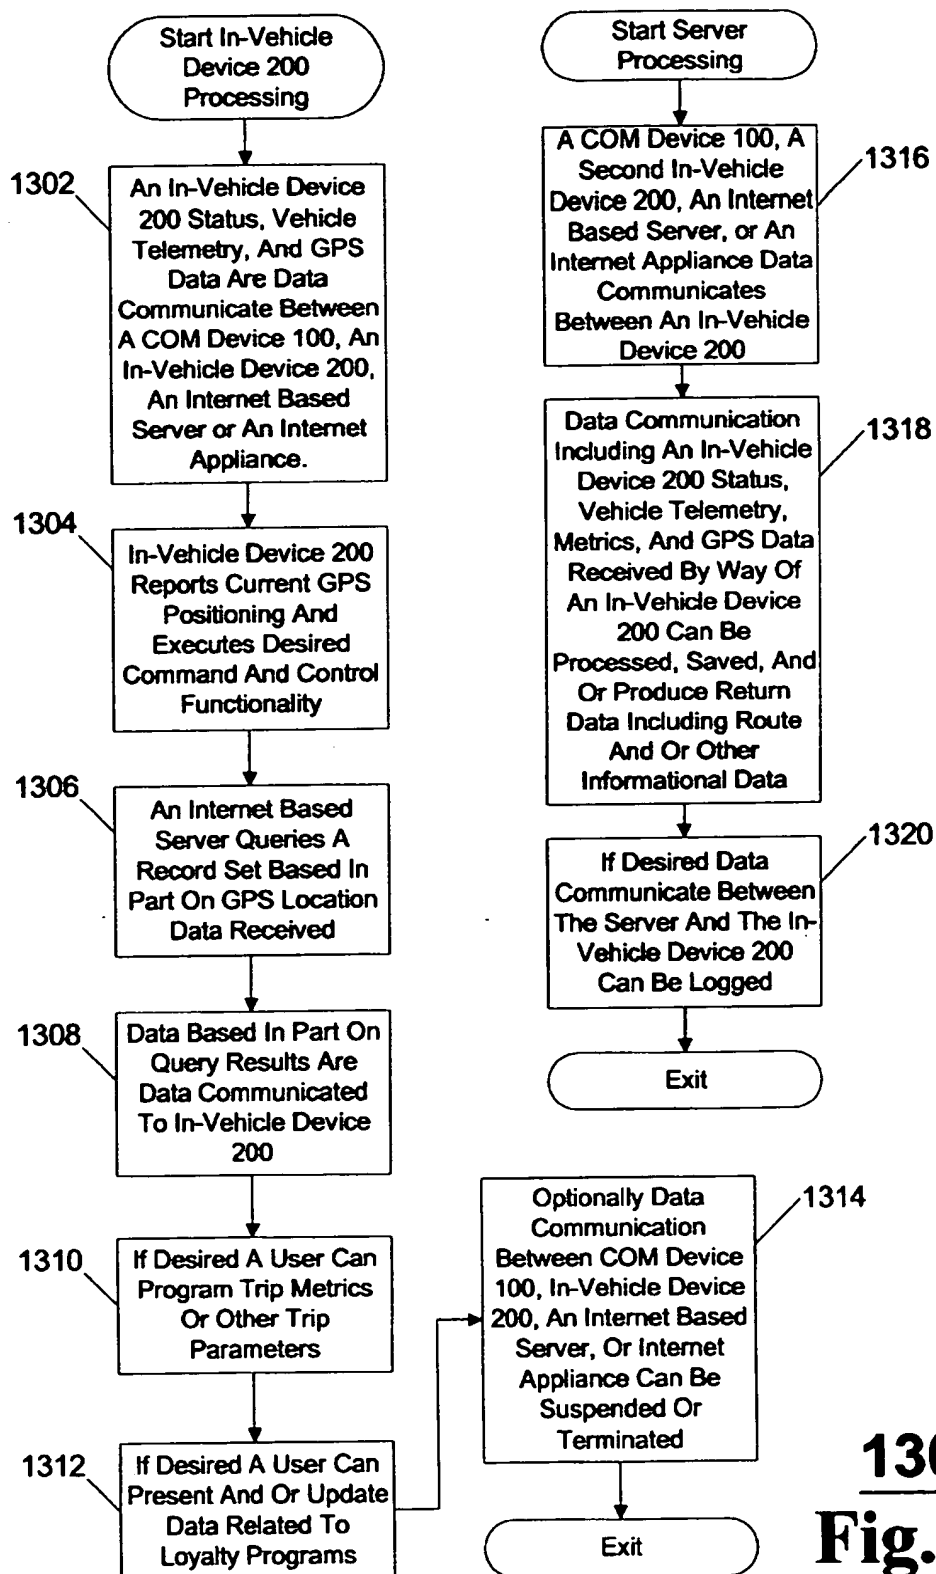 Start In-Vehicle
Device 200
Processing
1302
An In-Vehicle Device
200 Status, Vehicle
Telemetry, And GPS
Data Are Data
Communicate Between
A COM Device 100, An
In-Vehicle Device 200,
An Internet Based
Server or An Internet
Appliance.
1304
In-Vehicle Device 200
Reports Current GPS
Positioning And
Executes Desired
Command And Control
Functionality
1306
An Internet Based
Server Queries A
Record Set Based In
Part On GPS Location
Data Received
1308
Data Based In Part On
Query Results Are
Data Communicated
To In-Vehicle Device
200
1310
If Desired A User Can
Program Trip Metrics
Or Other Trip
Parameters
1312
If Desired A User Can
Present And Or Update
Data Related To
Loyalty Programs
1314
Optionally Data
Communication
Between COM Device
100, In-Vehicle Device
200, An Internet Based
Server, Or Internet
Appliance Can Be
Suspended Or
Terminated
Exit
Start Server
Processing
1316
A COM Device 100, A
Second In-Vehicle
Device 200, An Internet
Based Server, or An
Internet Appliance Data
Communicates
Between An In-Vehicle
Device 200
1318
Data Communication
Including An In-Vehicle
Device 200 Status,
Vehicle Telemetry,
Metrics, And GPS Data
Received By Way Of
An In-Vehicle Device
200 Can Be
Processed, Saved, And
Or Produce Return
Data Including Route
And Or Other
Informational Data
1320
If Desired Data
Communicate Between
The Server And The In-
Vehicle Device 200
Can Be Logged
Exit
Fig.